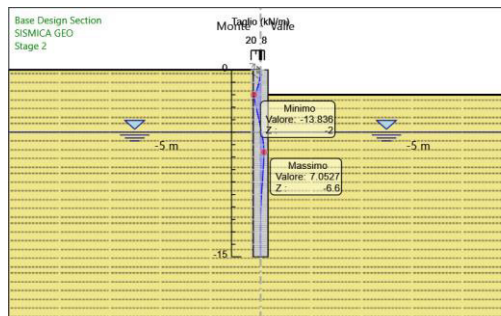 Base Design Section
SISMICA GEO
Stage 2
Taglio (kN/m)
Monte Valle
20 8
0
Minimo
Valore: -13.836
Z : -2
-5 m
-5 m
Massimo
Valore: 7.0527
Z : -6.6
-15